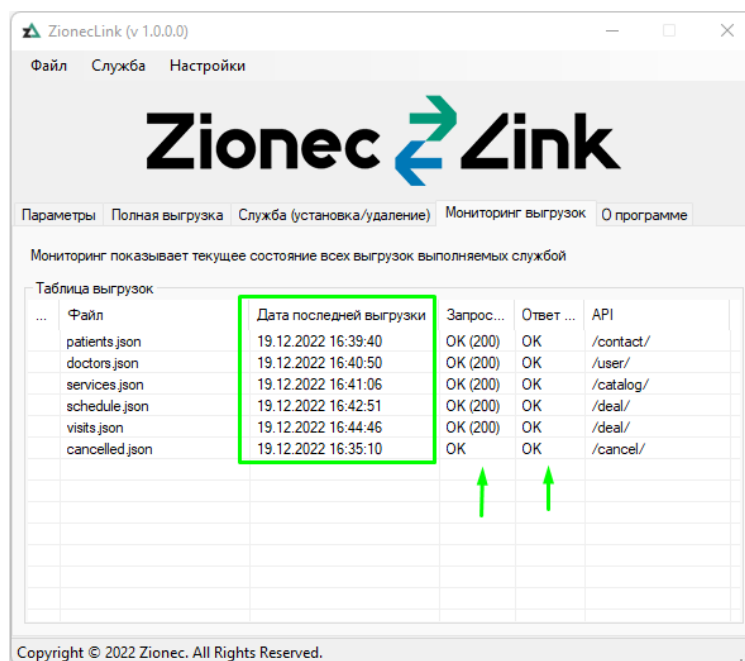 ZionecLink (v 1.0.0.0)
Файл Служба Настройки
Zionec Link
Параметры Полная выгрузка Служба (установка/удаление) Мониторинг выгрузок О программе
Мониторинг показывает текущее состояние всех выгрузок выполняемых службой
Таблица выгрузок
... Файл Дата последней выгрузки Запрос... Ответ ... API
patients.json 19.12.2022 16:39:40 OK (200) OK /contact/
doctors.json 19.12.2022 16:40:50 OK (200) OK /user/
services.json 19.12.2022 16:41:06 OK (200) OK /catalog/
schedule.json 19.12.2022 16:42:51 OK (200) OK /deal/
visits.json 19.12.2022 16:44:46 OK (200) OK /deal/
cancelled.json 19.12.2022 16:35:10 OK OK /cancel/
Copyright © 2022 Zionec. All Rights Reserved.